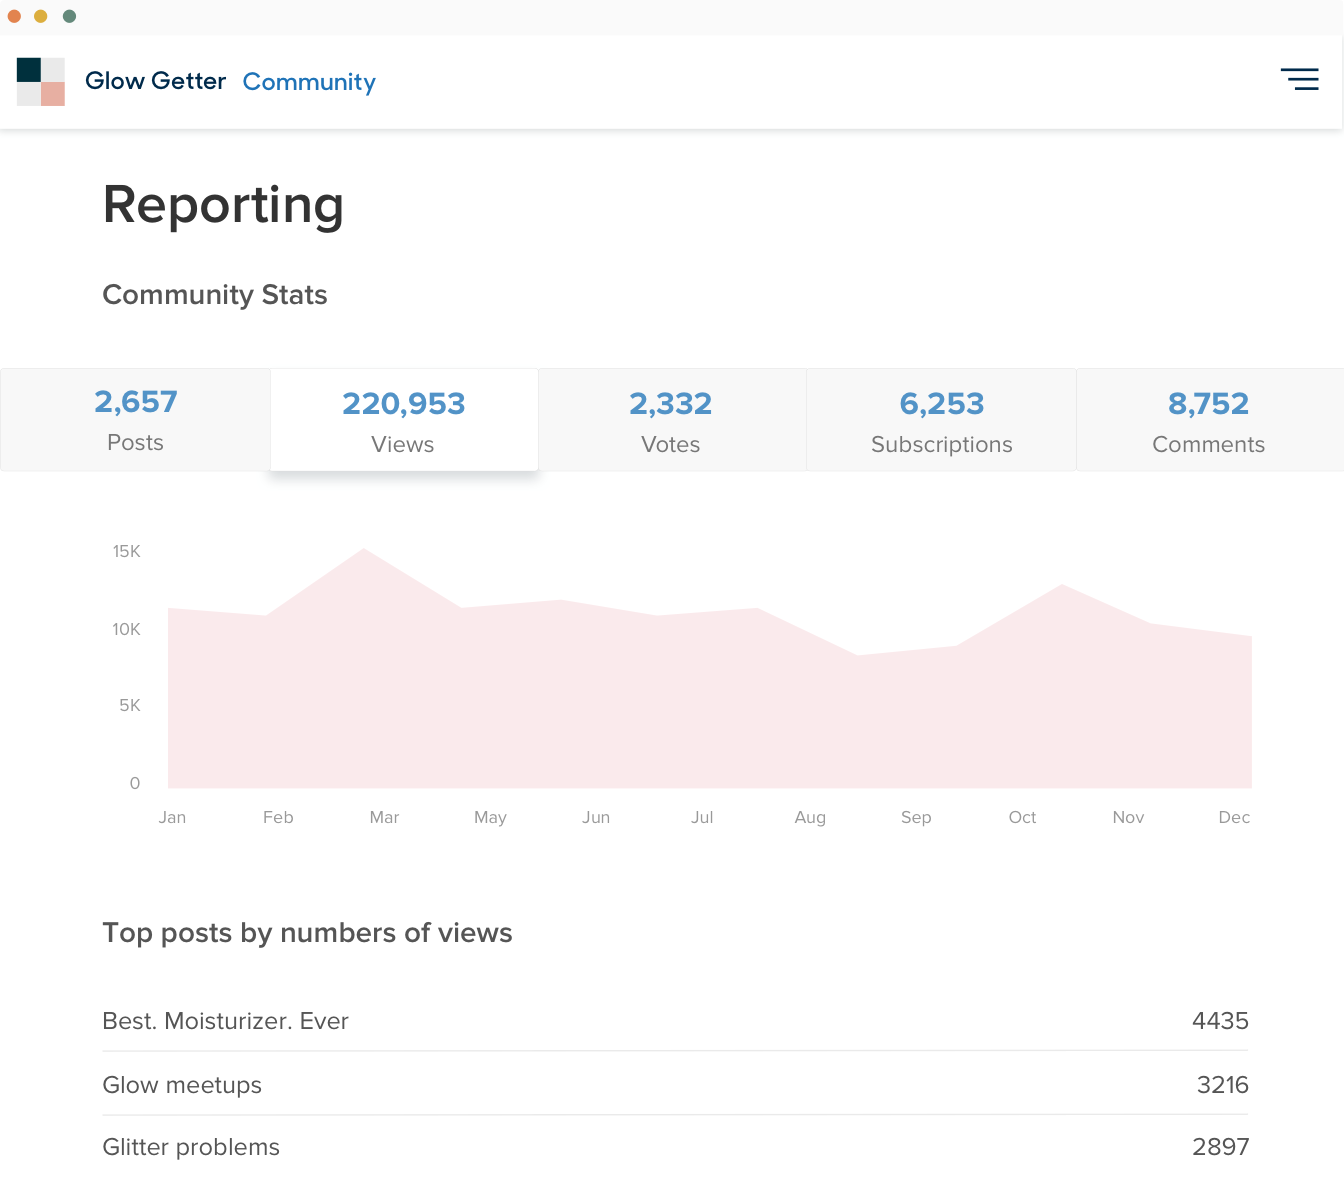 Glow Getter Community
Reporting
Community Stats
2,657 220,953 2,332 6,253 8,752
Posts Views Votes Subscriptions Comments
15K
10K
5K
0
Jan Feb Mar May Jun Jul Aug Sep Oct Nov Dec
Top posts by numbers of views
Best. Moisturizer. Ever 4435
Glow meetups 3216
Glitter problems 2897